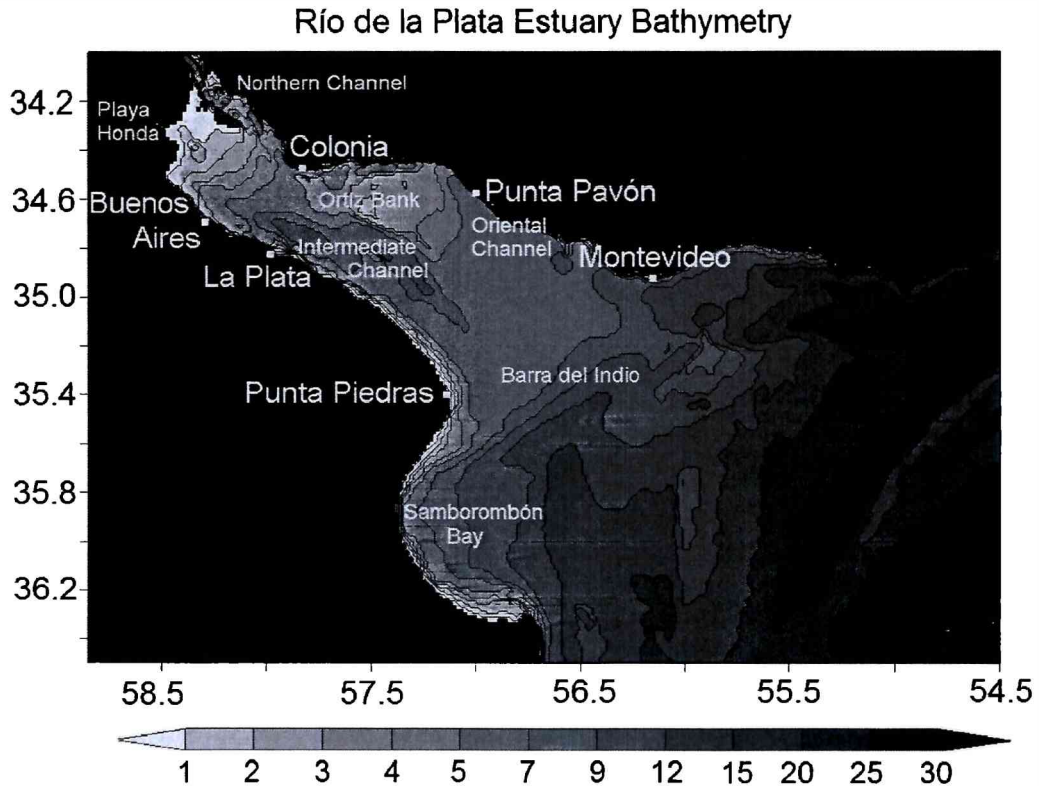 Río de la Plata Estuary Bathymetry
Northern Channel
34.2
Playa
Honda
Colonia
34.6
Ortiz Bank
Punta Pavón
Buenos
Aires
Oriental
Channel
Intermediate
Channel
Montevideo
La Plata
35.0
Barra del Indio
35.4
Punta Piedras
35.8
Samborombón
Bay
36.2
58.5 57.5 56.5 55.5 54.5
1 2 3 4 5 7 9 12 15 20 25 30